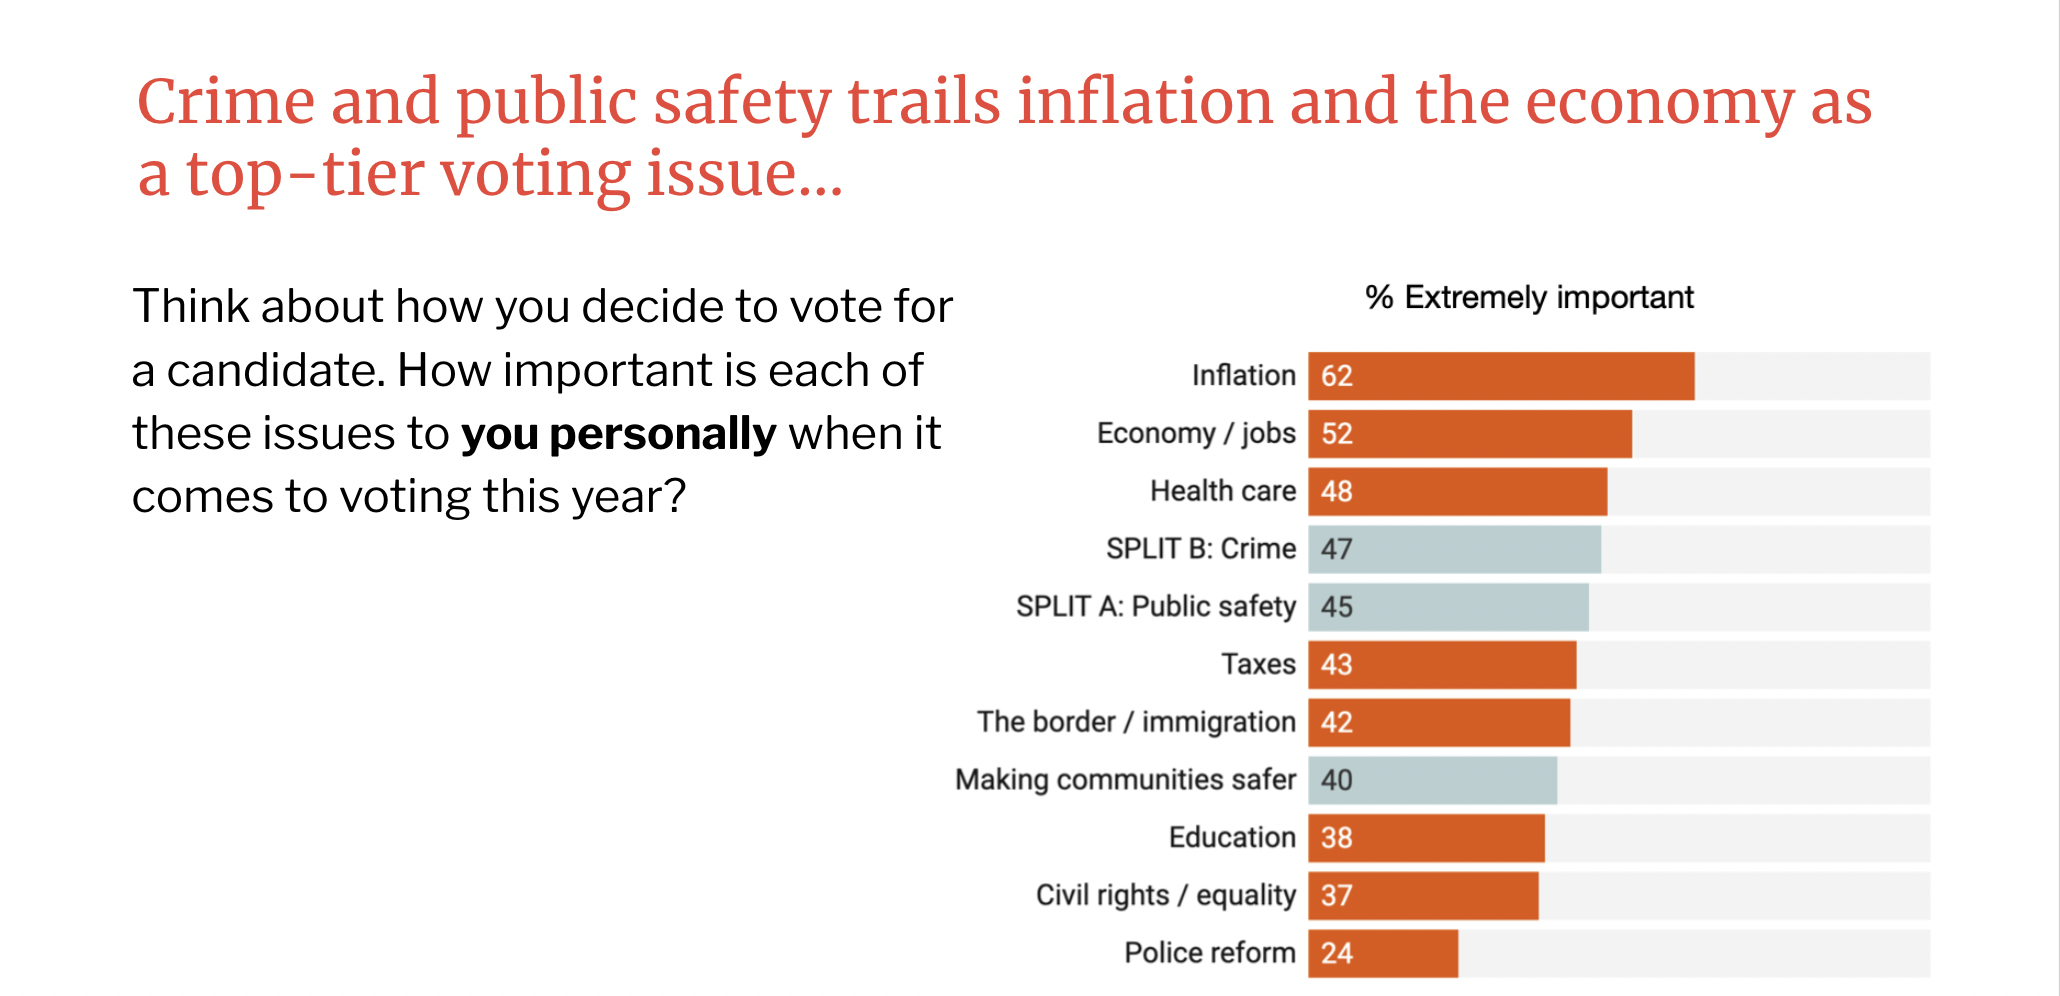 Crime and public safety trails inflation and the economy as
a top-tier voting issue...
Think about how you decide to vote for
a candidate. How important is each of
these issues to you personally when it
comes to voting this year?
% Extremely important
Inflation 62
Economy / jobs 52
Health care 48
SPLIT B: Crime 47
SPLIT A: Public safety 45
Taxes 43
The border / immigration 42
Making communities safer 40
Education 38
Civil rights / equality 37
Police reform 24